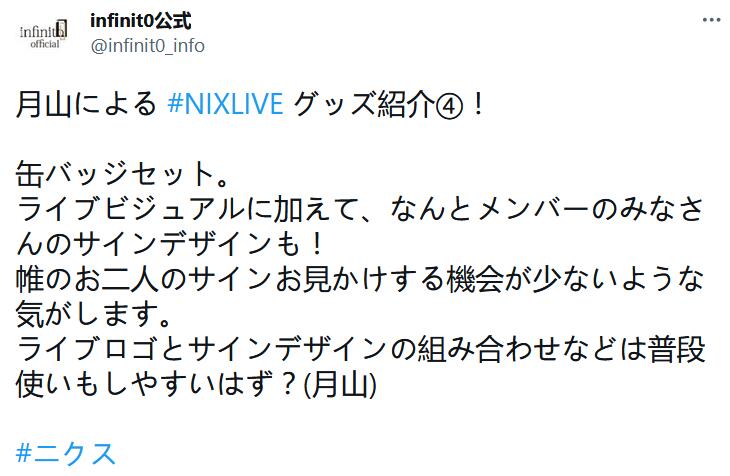 infinit0
official
infinit0公式
@infinit0_info
月山による #NIXLIVE グッズ紹介④！
缶バッジセット。
ライブビジュアルに加えて、なんとメンバーのみなさ
んのサインデザインも！
帷のお二人のサインお見かけする機会が少ないような
気がします。
ライブロゴとサインデザインの組み合わせなどは普段
使いもしやすいはず？(月山)
#ニクス